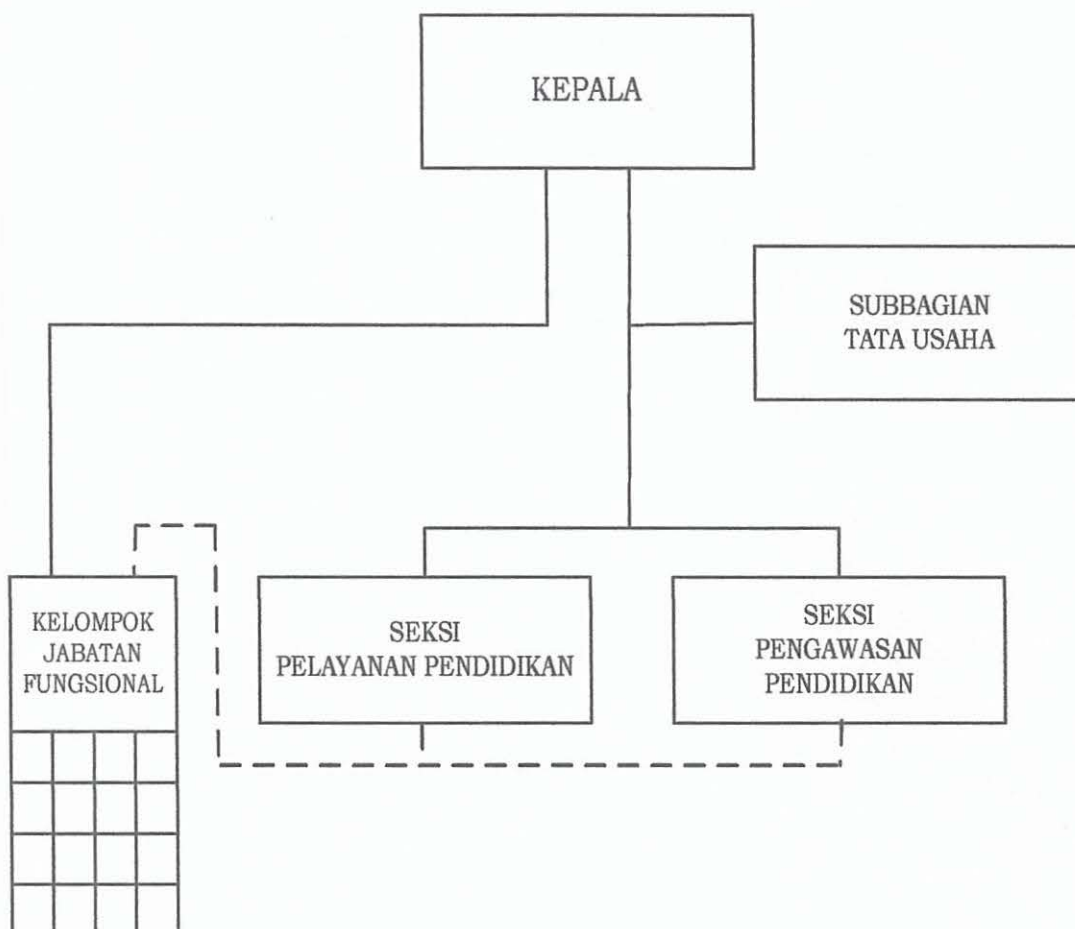 KEPALA
SUBBAGIAN
TATA USAHA
KELOMPOK
JABATAN
FUNGSIONAL
SEKSI
PELAYANAN PENDIDIKAN
SEKSI
PENGAWASAN
PENDIDIKAN